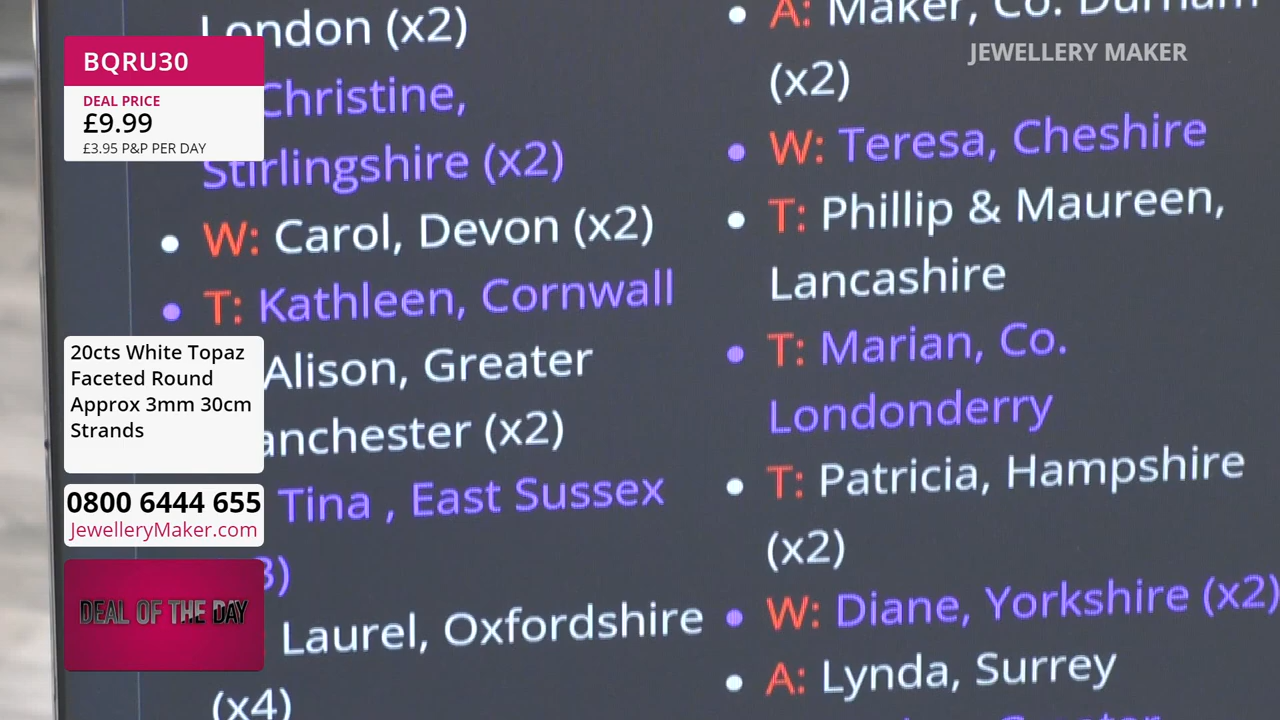 BQRU30
DEAL PRICE
£9.99
£3.95 P&P PER DAY
20cts White Topaz
Faceted Round
Approx 3mm 30cm
Strands
0800 6444 655
JewelleryMaker.com
DEAL OF THE DAY
JEWELLERY MAKER
London (x2)
Christine,
Stirlingshire (x2)
W: Carol, Devon (x2)
T: Kathleen, Cornwall
Alison, Greater
anchester (x2)
Tina , East Sussex
3)
Laurel, Oxfordshire
(x4)
A: Maker, Co. Durham
(x2)
W: Teresa, Cheshire
T: Phillip & Maureen,
Lancashire
T: Marian, Co.
Londonderry
T: Patricia, Hampshire
(x2)
W: Diane, Yorkshire (x2)
A: Lynda, Surrey